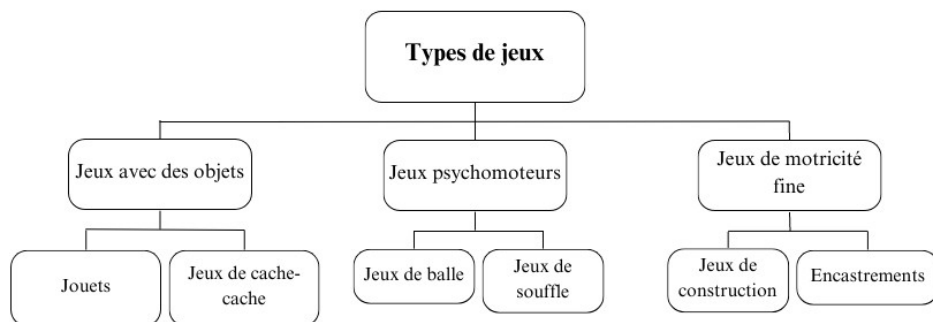 Types de jeux
Jeux avec des objets
Jeux psychomoteurs
Jeux de motricité
fine
Jouets
Jeux de cache-
cache
Jeux de balle
Jeux de
souffle
Jeux de
construction
Encastrements